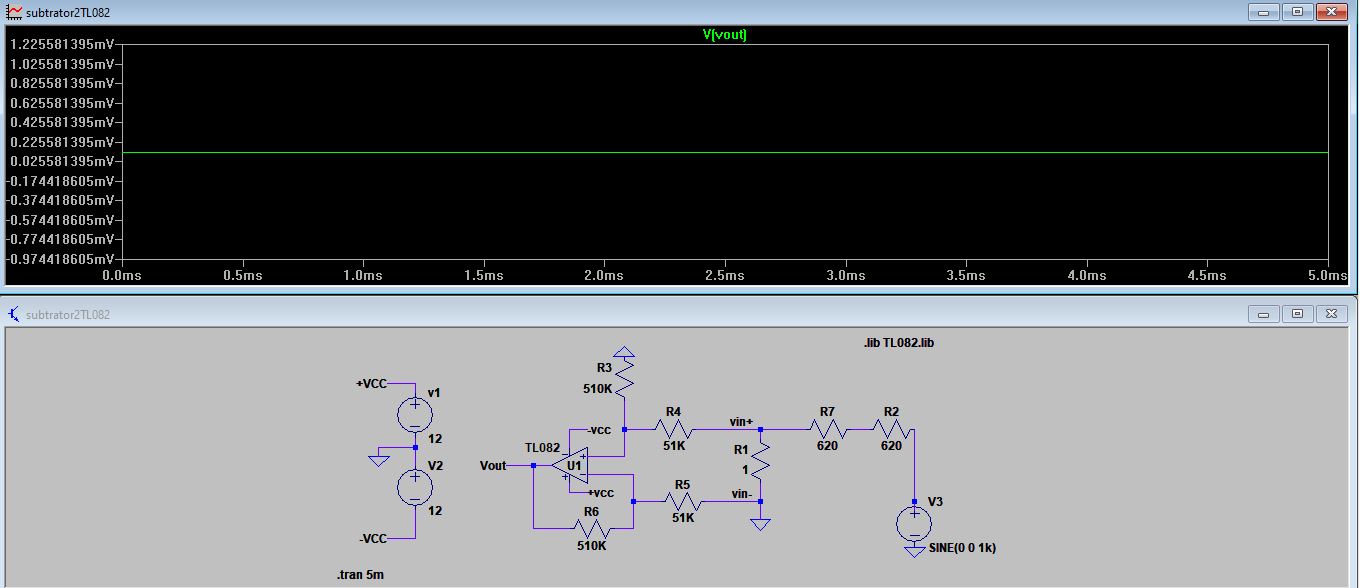 subtrator2TL082
V(vout)
1.225581395mV
1.025581395mV
0.825581395mV
0.625581395mV
0.425581395mV
0.225581395mV
0.025581395mV
-0.174418605mV
-0.374418605mV
-0.574418605mV
-0.774418605mV
-0.974418605mV
0.0ms 0.5ms 1.0ms 1.5ms 2.0ms 2.5ms 3.0ms 3.5ms 4.0ms 4.5ms 5.0ms
subtrator2TL082
.lib TL082.lib
+VCC
v1
12
V2
12
-VCC
.tran 5m
R3
510K
R4
51K
vin+
R7
620
R2
620
-vcc
TL082
U1
Vout
+vcc
R1
1
R5
51K
vin-
R6
510K
V3
SINE(0 0 1k)